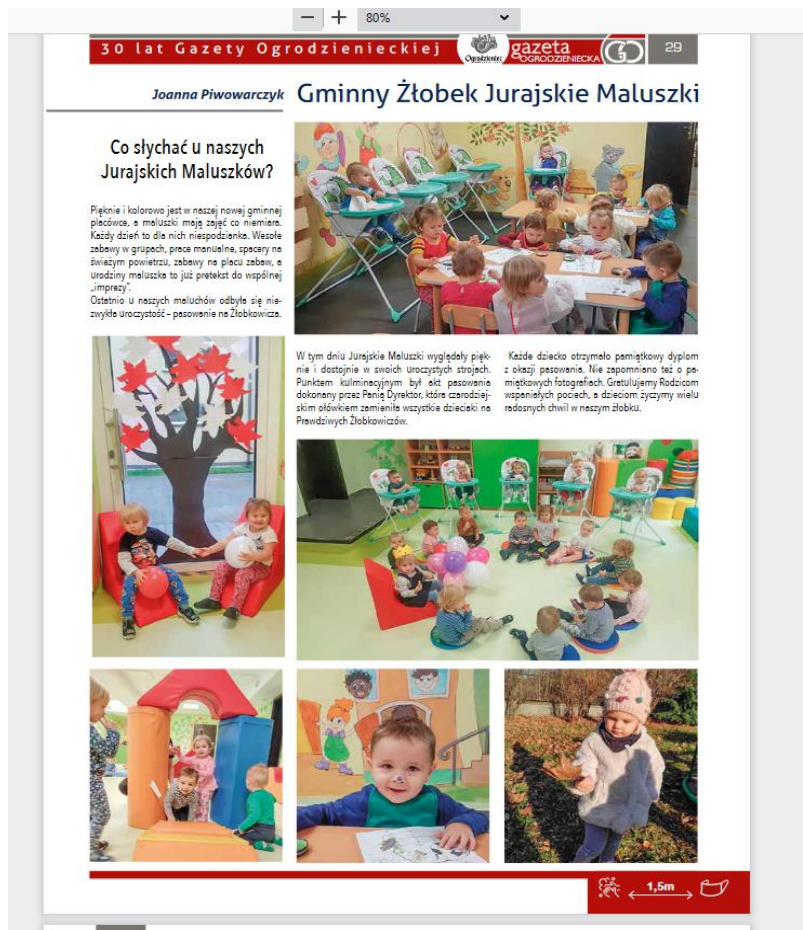 80%
30 lat Gazety Ogrodzienieckiej
Ogrodzieniec
gazeta
OGRODZIENIECKA
29
Joanna Piwowarczyk
Gminny Żłobek Jurajskie Maluszki
Co słychać u naszych
Jurajskich Maluszków?
Pięknie i kolorowo jest w naszej nowej gminnej
placówce, a maluszki mają zajęć co niemiara.
Każdy dzień to dla nich niespodzianka. Wesołe
zabawy w grupach, prace manualne, spacery na
świeżym powietrzu, zabawy na placu zabaw, a
urodziny maluszka to już pretekst do wspólnej
„imprezy”.
Ostatnio u naszych maluchów odbyła się nie-
zwykła uroczystość – pasowanie na Żłobkowicza.
W tym dniu Jurajskie Maluszki wyglądały pięk-
nie i dostojnie w swoich uroczystych strojach.
Punktem kulminacyjnym był akt pasowania
dokonany przez Panią Dyrektor, która czarodziej-
skim ołówkiem zamieniła wszystkie dzieciaki na
Prawdziwych Żłobkowiczów.
Każde dziecko otrzymało pamiątkowy dyplom
z okazji pasowania. Nie zapomniano też o pa-
miątkowych fotografiach. Gratulujemy Rodzicom
wspaniałych pociech, a dzieciom życzymy wielu
radosnych chwil w naszym żłobku.
1,5m